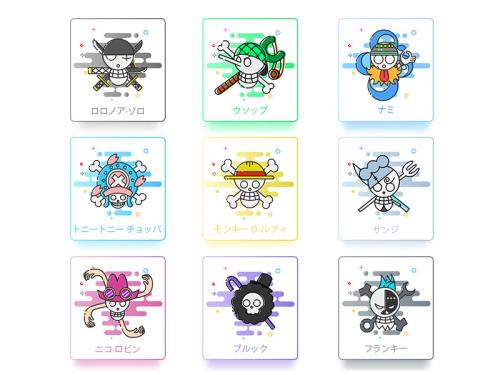 ロロノア·ゾロ
ウソップ
ナミ
トニートニー チョッパ
モンキー D·ルフィ
サンジ
ニコ·ロビン
ブルック
フランキー